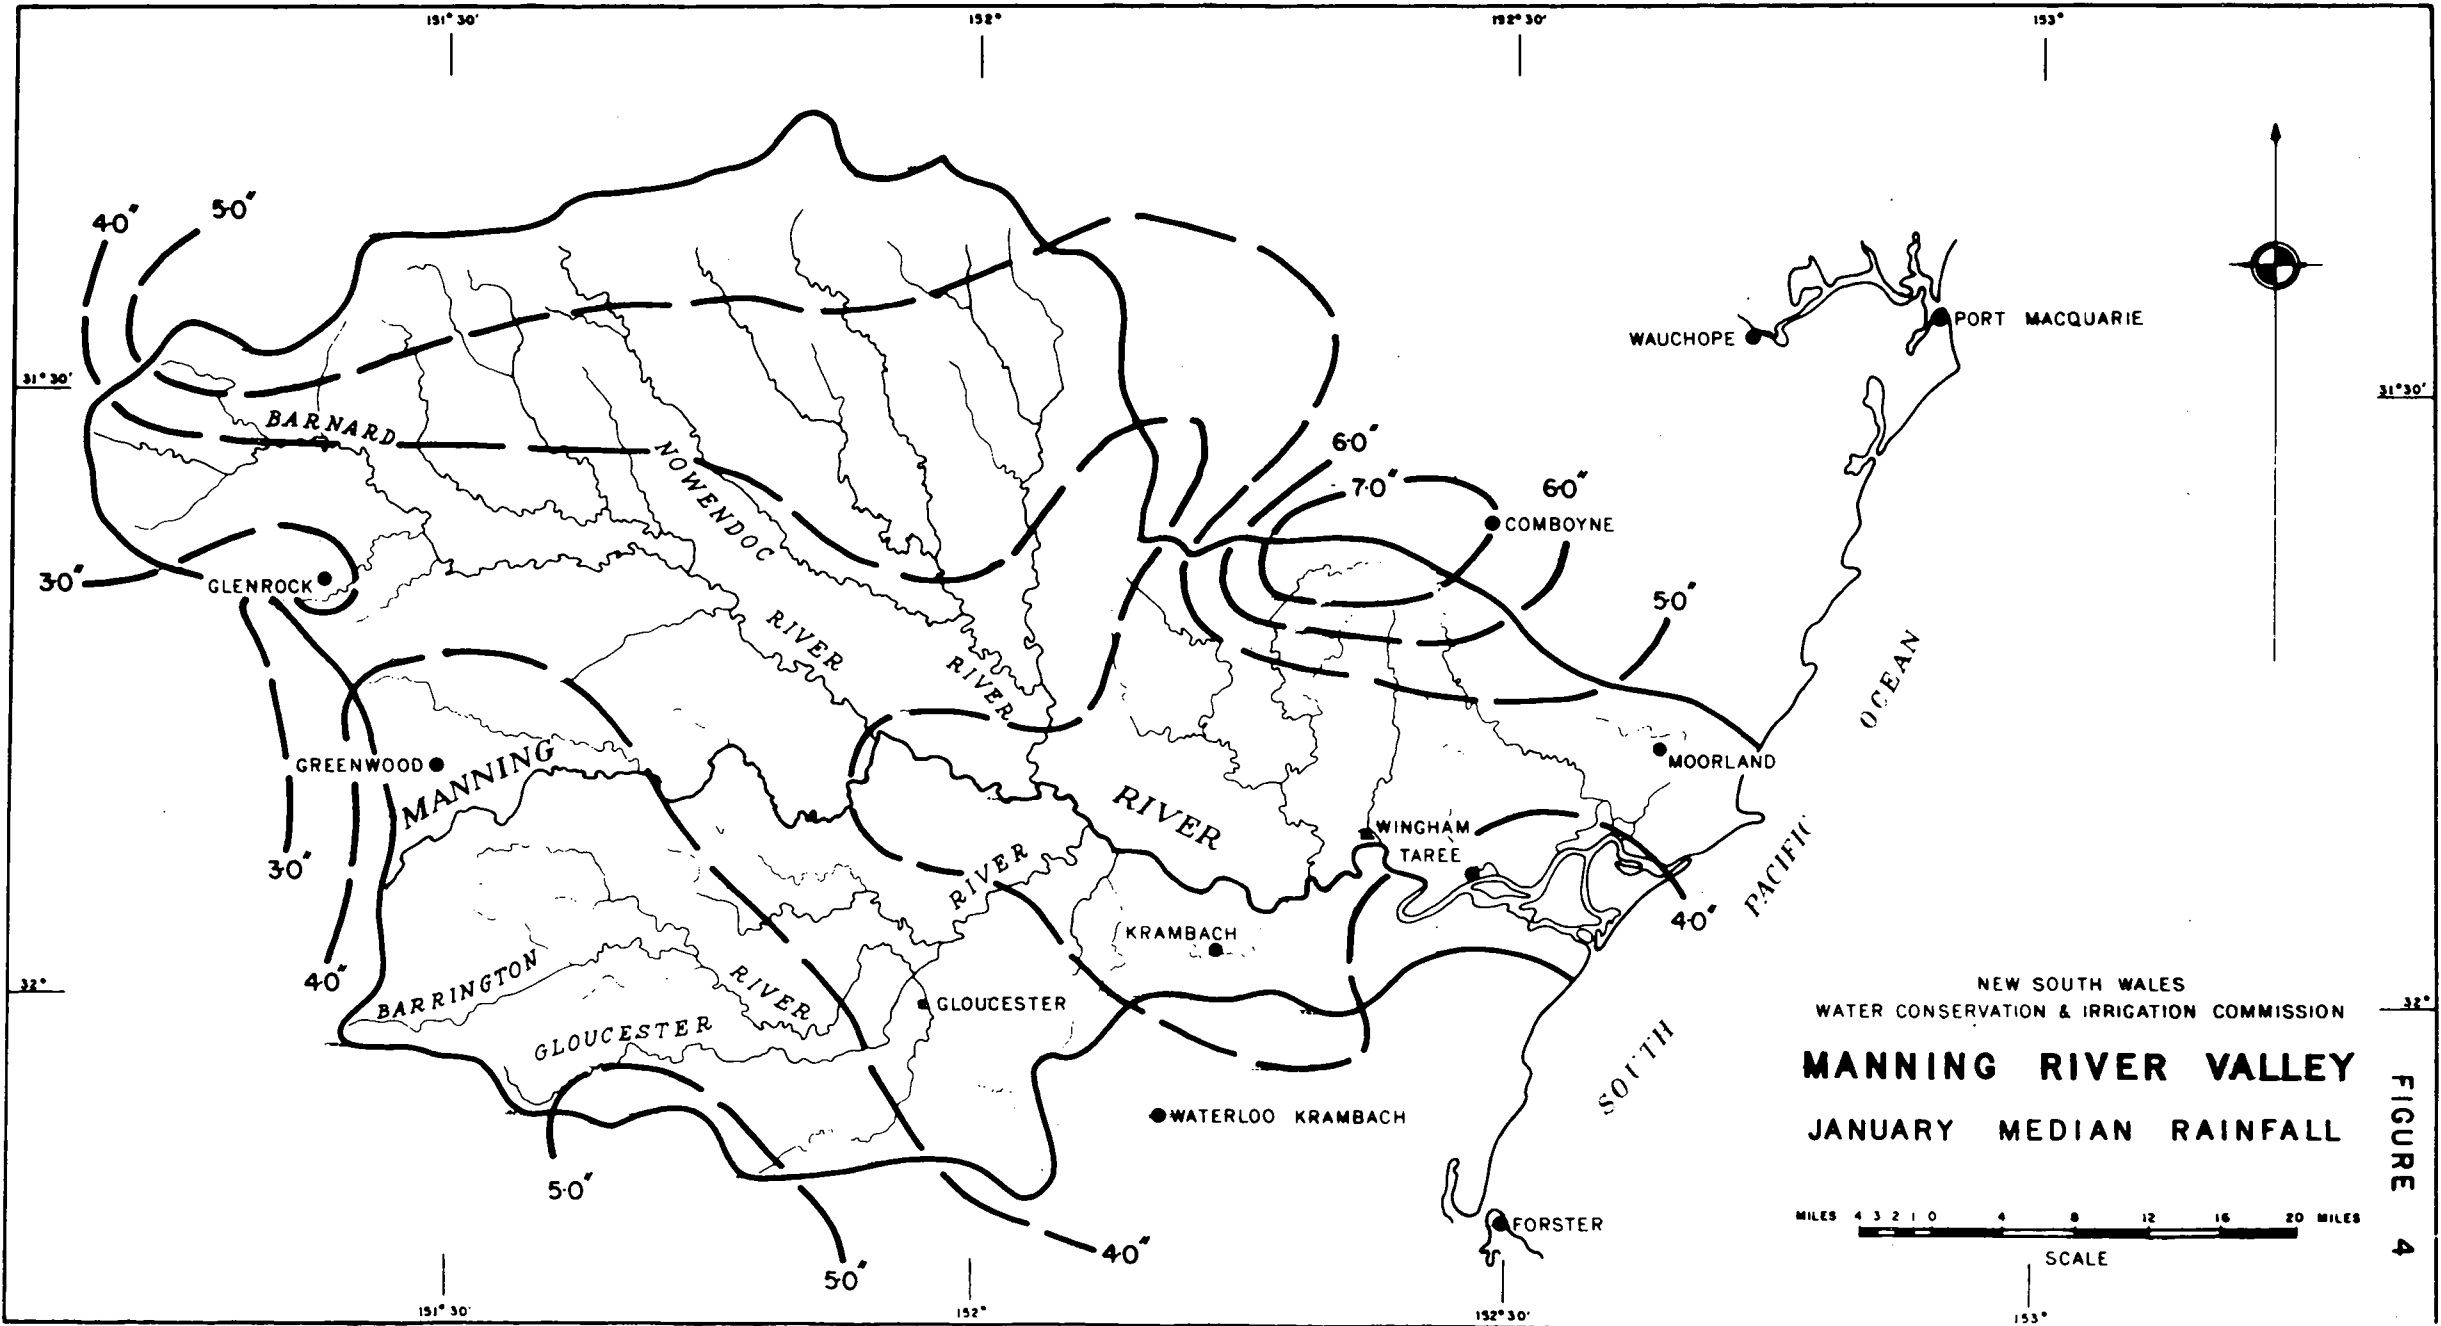 151° 30'
152°
152° 30'
153°
4·0"
5·0"
WAUCHOPE
PORT MACQUARIE
31° 30'
31° 30'
BARNARD
NOWENDOC
6·0"
7·0"
6·0"
COMBOYNE
3·0"
GLENROCK
5·0"
RIVER
RIVER
OCEAN
GREENWOOD
MANNING
MOORLAND
RIVER
WINGHAM
TAREE
3·0"
RIVER
PACIFIC
4·0"
KRAMBACH
4·0"
BARRINGTON
RIVER
32°
GLOUCESTER
32°
GLOUCESTER
SOUTH
NEW SOUTH WALES
WATER CONSERVATION & IRRIGATION COMMISSION
MANNING RIVER VALLEY
JANUARY MEDIAN RAINFALL
FIGURE 4
WATERLOO KRAMBACH
5·0"
FORSTER
4·0"
5·0"
MILES 4 3 2 1 0 4 8 12 16 20 MILES
SCALE
151° 30'
152°
152° 30'
153°